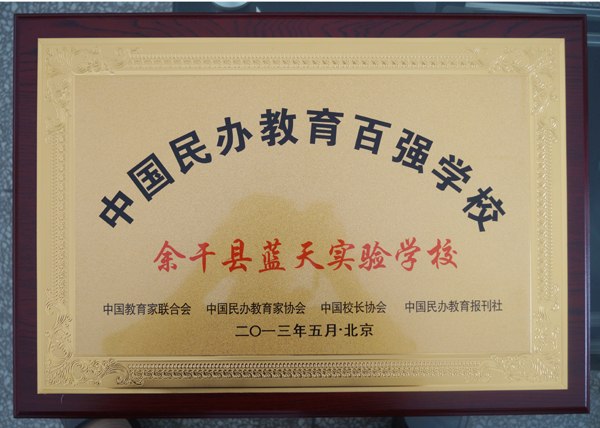 中国民办教育百强学校
余干县蓝天实验学校
中国教育家联合会 中国民办教育家协会 中国校长协会 中国民办教育报刊社
二〇一三年五月·北京